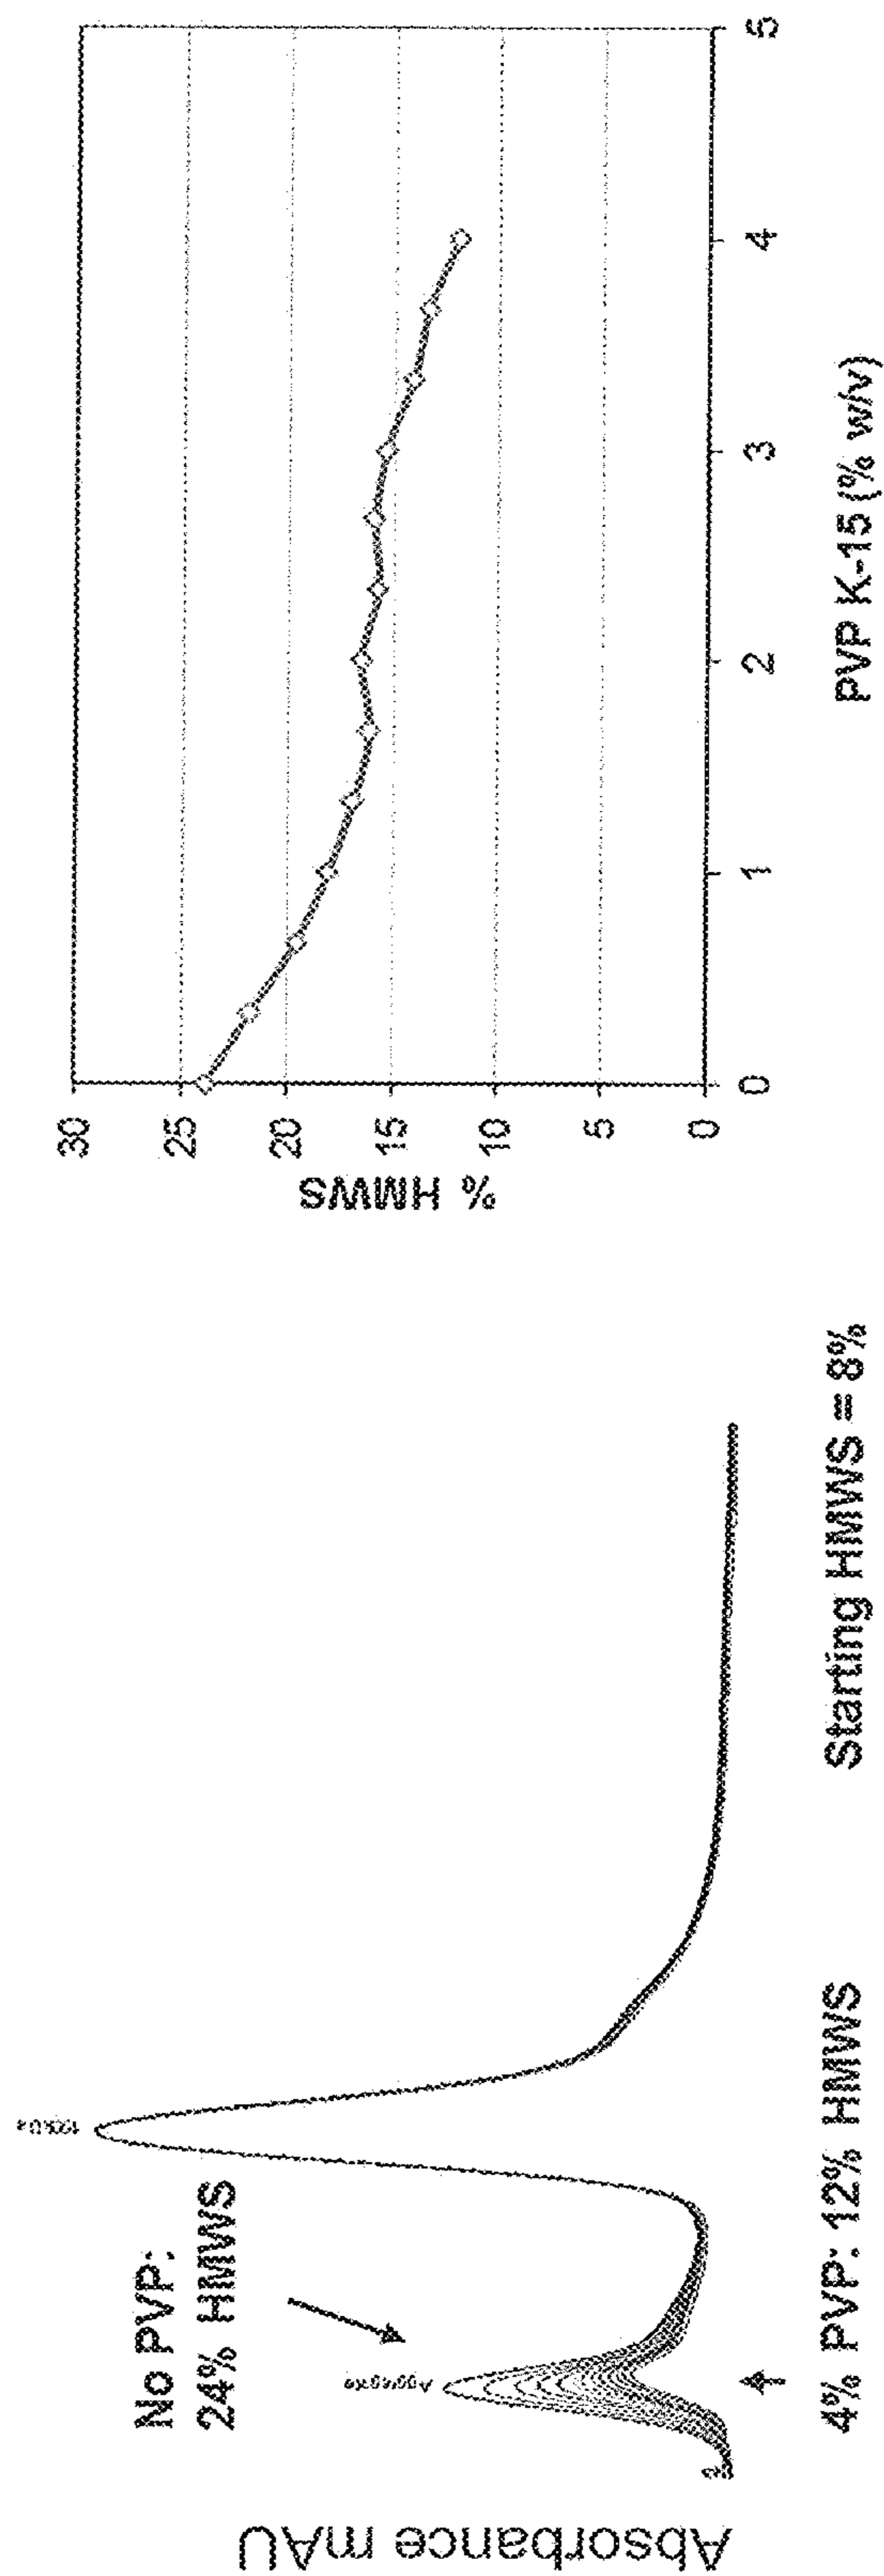 Absorbance mAU
No PVP:
24% HMWS
Aggregate
4% PVP: 12% HMWS
Starting HMWS = 8%
% HMWS
30
25
20
15
10
5
0
0
1
2
3
4
5
PVP K-15 (% w/v)